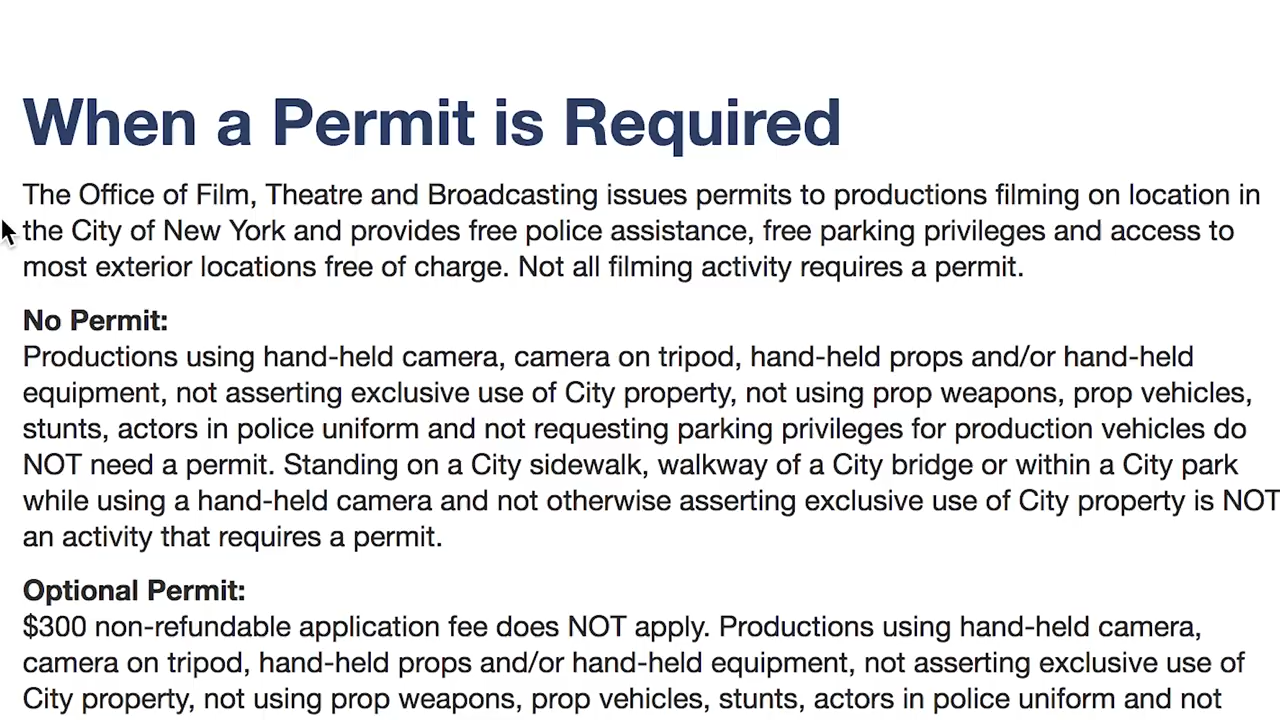 When a Permit is Required
The Office of Film, Theatre and Broadcasting issues permits to productions filming on location in
the City of New York and provides free police assistance, free parking privileges and access to
most exterior locations free of charge. Not all filming activity requires a permit.
No Permit:
Productions using hand-held camera, camera on tripod, hand-held props and/or hand-held
equipment, not asserting exclusive use of City property, not using prop weapons, prop vehicles,
stunts, actors in police uniform and not requesting parking privileges for production vehicles do
NOT need a permit. Standing on a City sidewalk, walkway of a City bridge or within a City park
while using a hand-held camera and not otherwise asserting exclusive use of City property is NOT
an activity that requires a permit.
Optional Permit:
$300 non-refundable application fee does NOT apply. Productions using hand-held camera,
camera on tripod, hand-held props and/or hand-held equipment, not asserting exclusive use of
City property, not using prop weapons, prop vehicles, stunts, actors in police uniform and not